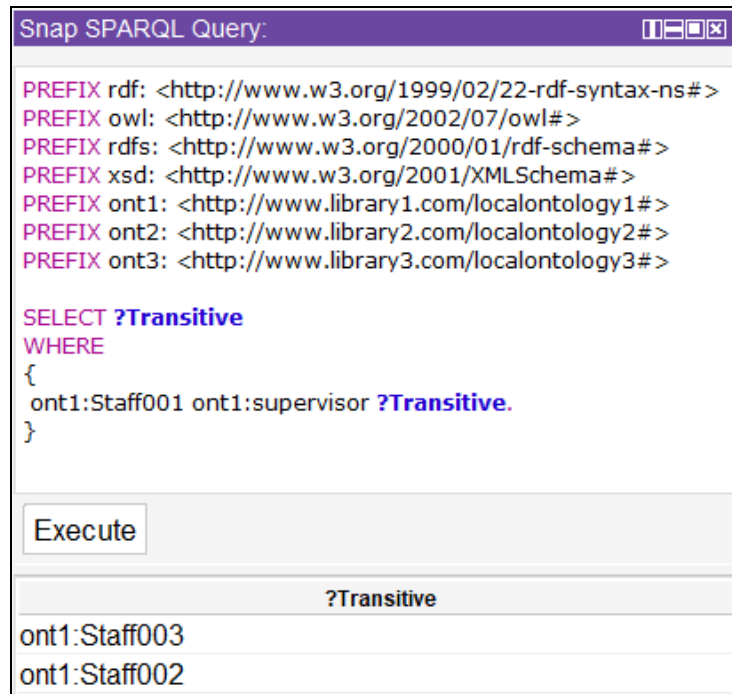 Snap SPARQL Query:
PREFIX rdf: <http://www.w3.org/1999/02/22-rdf-syntax-ns#>
PREFIX owl: <http://www.w3.org/2002/07/owl#>
PREFIX rdfs: <http://www.w3.org/2000/01/rdf-schema#>
PREFIX xsd: <http://www.w3.org/2001/XMLSchema#>
PREFIX ont1: <http://www.library1.com/localontology1#>
PREFIX ont2: <http://www.library2.com/localontology2#>
PREFIX ont3: <http://www.library3.com/localontology3#>
SELECT ?Transitive
WHERE
{
ont1:Staff001 ont1:supervisor ?Transitive.
}
Execute
?Transitive
ont1:Staff003
ont1:Staff002